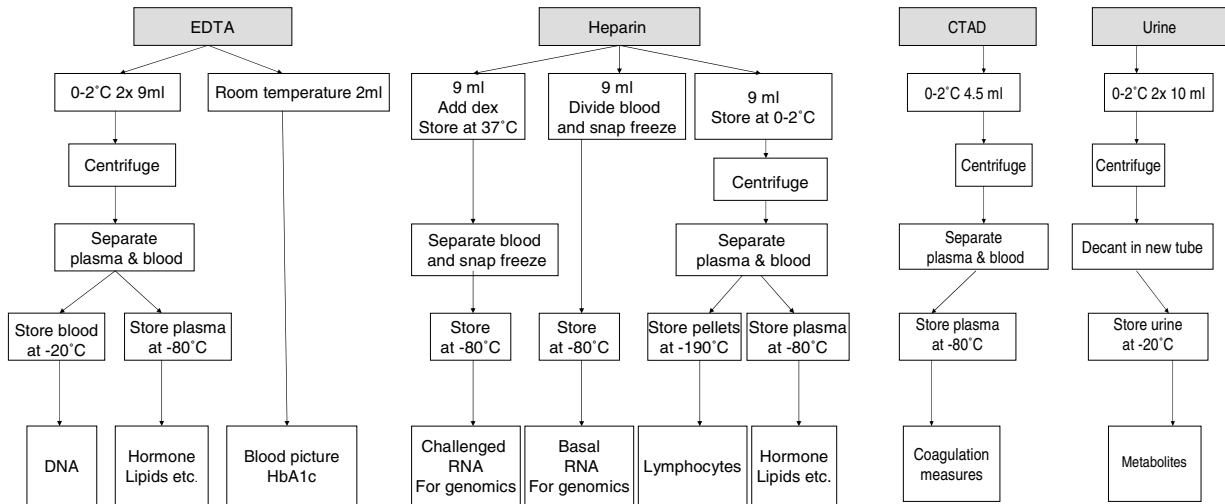 EDTA
Heparin
CTAD
Urine
0-2˚C 2x 9ml
Room temperature 2ml
9 ml
Add dex
Store at 37˚C
9 ml
Divide blood
and snap freeze
9 ml
Store at 0-2˚C
0-2˚C 4.5 ml
0-2˚C 2x 10 ml
Centrifuge
Centrifuge
Centrifuge
Centrifuge
Separate
plasma & blood
Separate blood
and snap freeze
Separate
plasma & blood
Separate
plasma & blood
Decant in new tube
Store blood
at -20˚C
Store plasma
at -80˚C
Store
at -80˚C
Store
at -80˚C
Store pellets
at -190˚C
Store plasma
at -80˚C
Store plasma
at -80˚C
Store urine
at -20˚C
DNA
Hormone
Lipids etc.
Blood picture
HbA1c
Challenged
RNA
For genomics
Basal
RNA
For genomics
Lymphocytes
Hormone
Lipids etc.
Coagulation
measures
Metabolites